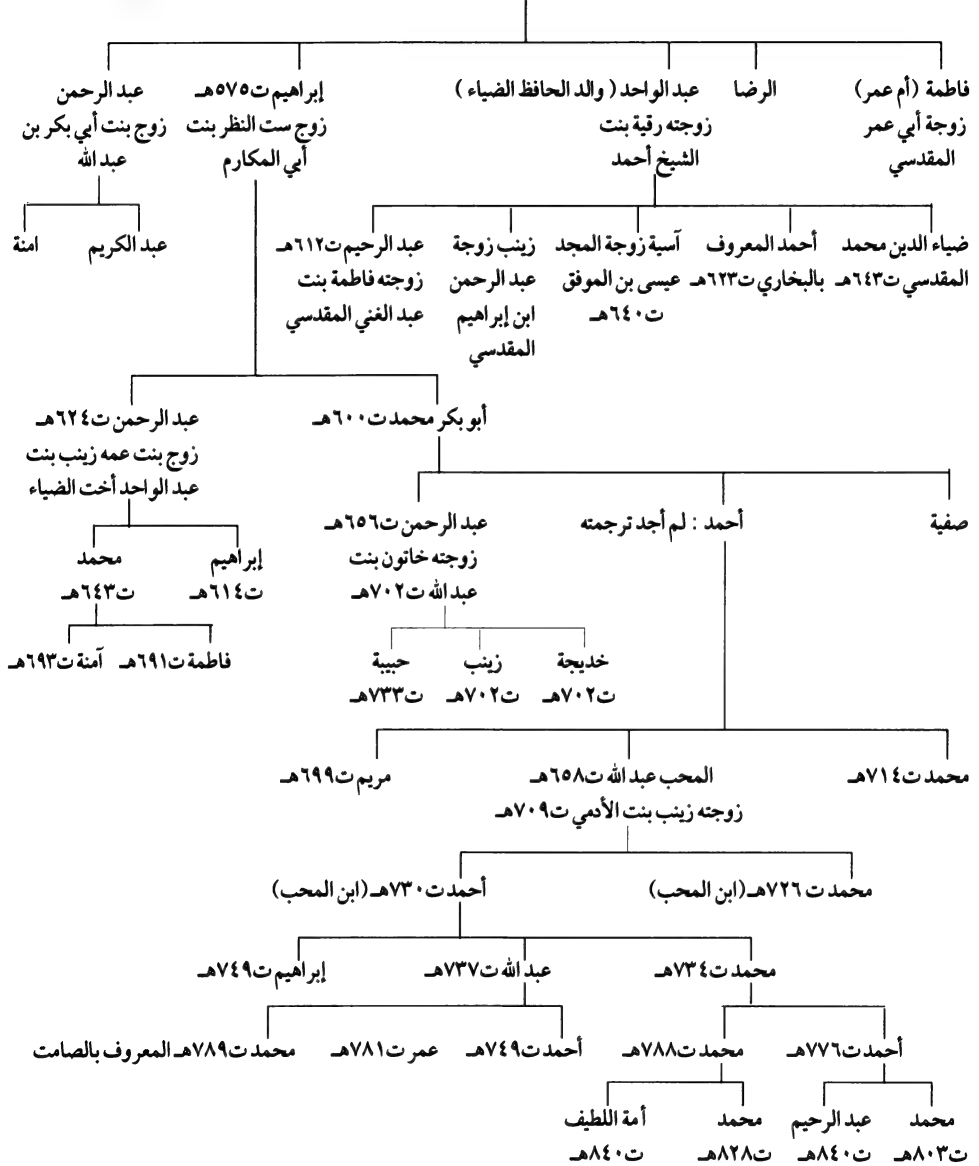 فاطمة (أم عمر)
زوجة أبي عمر
المقدسي
الرضا
عبد الواحد ( والد الحافظ الضياء )
زوجته رقية بنت
الشيخ أحمد
إبراهيم ت٥٧٥هـ
زوج ست النظر بنت
أبي المكارم
عبد الرحمن
زوج بنت أبي بكر بن
عبد الله
ضياء الدين محمد
المقدسي ت٦٤٣هـ
أحمد المعروف
بالبخاري ت٦٢٣هـ
آسية زوجة المجد
عيسى بن الموفق
ت٦٤٠هـ
زينب زوجة
عبد الرحمن
ابن إبراهيم
المقدسي
عبد الرحيم ت٦١٢هـ
زوجته فاطمة بنت
عبد الغني المقدسي
عبد الكريم
امنة
أبو بكر محمد ت٦٠٠هـ
عبد الرحمن ت٦٢٤هـ
زوج بنت عمه زينب بنت
عبد الواحد أخت الضياء
صفية
أحمد : لم أجد ترجمته
عبد الرحمن ت٦٥٦هـ
زوجته خاتون بنت
عبد الله ت٧٠٢هـ
إبراهيم
ت٦١٤هـ
محمد
ت٦٤٣هـ
فاطمة ت٦٩١هـ
آمنة ت٦٩٣هـ
خديجة
ت٧٠٢هـ
زينب
ت٧٠٢هـ
حبيبة
ت٧٣٣هـ
محمد ت٧١٤هـ
المحب عبد الله ت٦٥٨هـ
زوجته زينب بنت الأدمي ت٧٠٩هـ
مريم ت٦٩٩هـ
محمد ت ٧٢٦هـ (ابن المحب)
أحمد ت٧٣٠هـ (ابن المحب)
محمد ت٧٣٤هـ
عبد الله ت٧٣٧هـ
إبراهيم ت٧٤٩هـ
أحمد ت٧٧٦هـ
محمد ت٧٨٨هـ
أحمد ت٧٤٩هـ
عمر ت٧٨١هـ
محمد ت٧٨٩هـ المعروف بالصامت
محمد
ت٨٠٣هـ
عبد الرحيم
ت٨٤٠هـ
محمد
ت٨٢٨هـ
أمة اللطيف
ت٨٤٠هـ